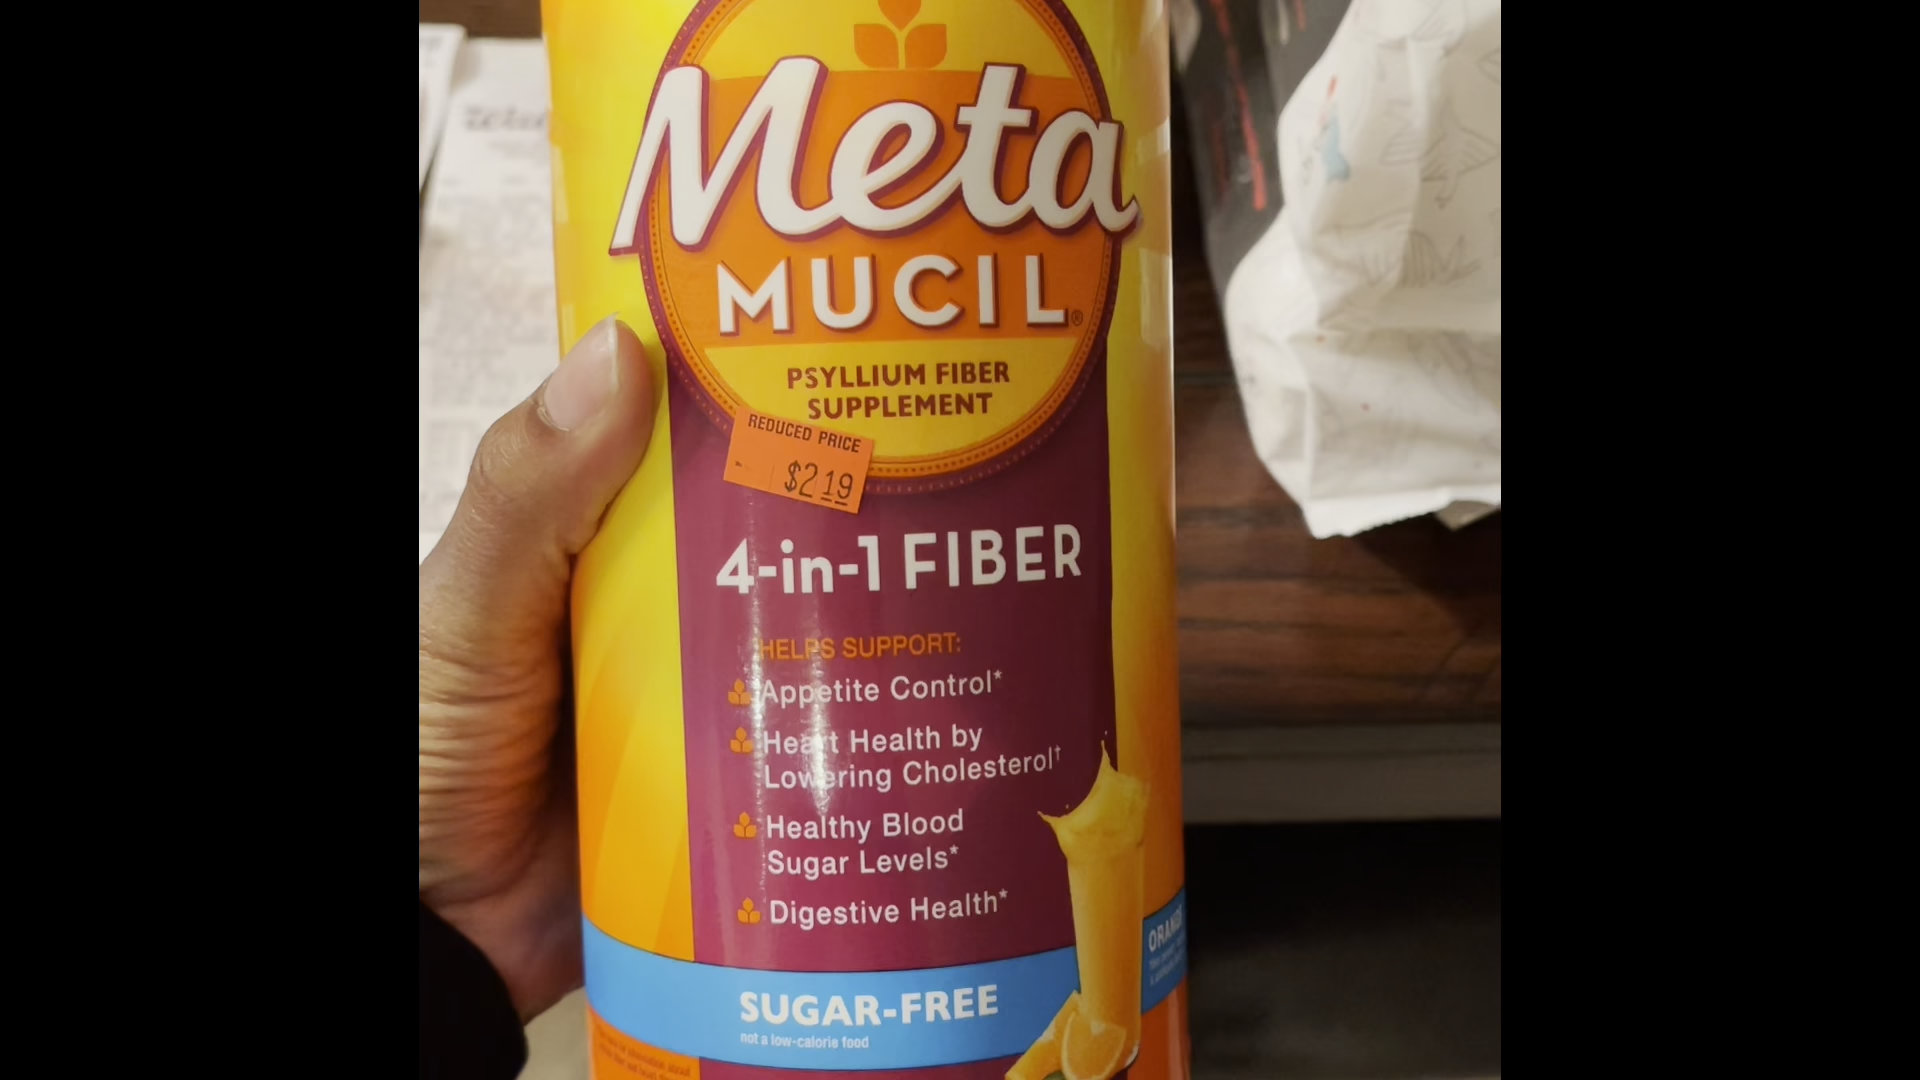 Meta
MUCIL®
PSYLLIUM FIBER
SUPPLEMENT
REDUCED PRICE
$2 19
4-in-1 FIBER
HELPS SUPPORT:
Appetite Control*
Heart Health by
Lowering Cholesterol†
Healthy Blood
Sugar Levels*
Digestive Health*
ORANGE
SUGAR-FREE
not a low-calorie food